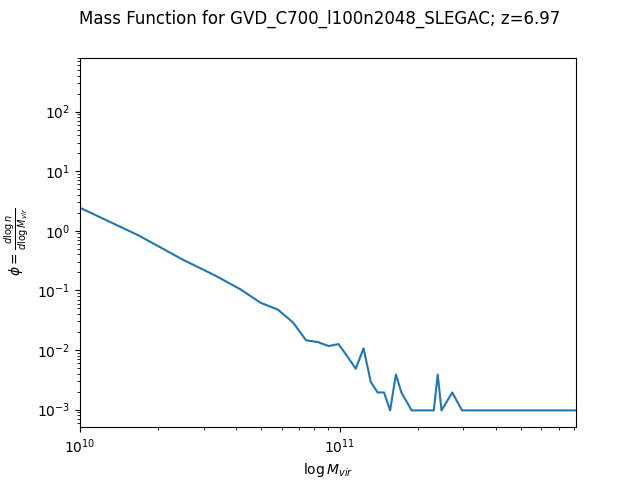 Mass Function for GVD_C700_l100n2048_SLEGAC; z=6.97
10²
10¹
10⁰
10⁻¹
10⁻²
10⁻³
ϕ = d log n / d log M_vir
10¹⁰
10¹¹
log M_vir